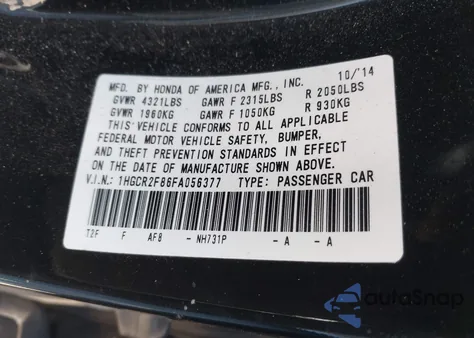 MFD. BY HONDA OF AMERICA MFG., INC. 10/'14
GVWR 4321LBS GAWR F 2315LBS R 2050LBS
GVWR 1960KG GAWR F 1050KG R 930KG
THIS VEHICLE CONFORMS TO ALL APPLICABLE
FEDERAL MOTOR VEHICLE SAFETY, BUMPER,
AND THEFT PREVENTION STANDARDS IN EFFECT
ON THE DATE OF MANUFACTURE SHOWN ABOVE.
V.I.N.: 1HGCR2F86FA056377 TYPE: PASSENGER CAR
T2F F AF8 - NH731P - A - A
autoSnap